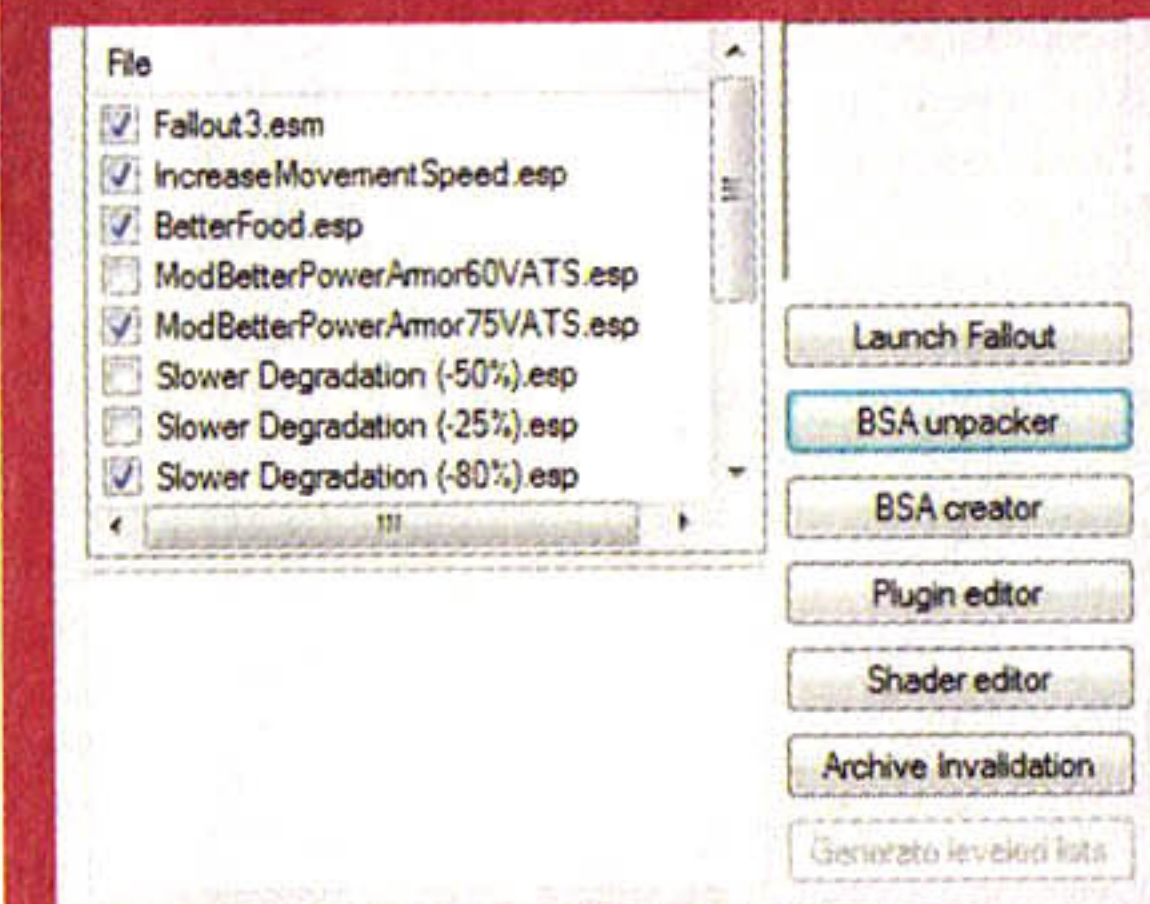 File
Fallout3.esm
IncreaseMovementSpeed.esp
BetterFood.esp
ModBetterPowerArmor60VATS.esp
ModBetterPowerArmor75VATS.esp
Slower Degradation (-50%).esp
Slower Degradation (-25%).esp
Slower Degradation (-80%).esp
Launch Fallout
BSA unpacker
BSA creator
Plugin editor
Shader editor
Archive Invalidation
Generate leveled lists